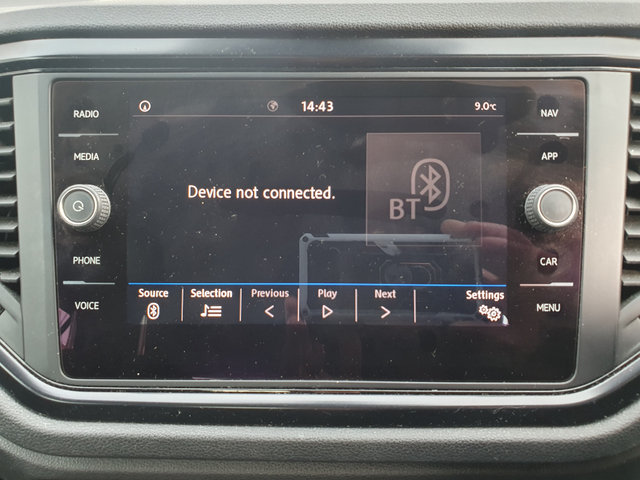 RADIO
MEDIA
PHONE
VOICE
14:43
9.0°C
Device not connected.
BT
Source
Selection
Previous
Play
Next
Settings
NAV
APP
CAR
MENU